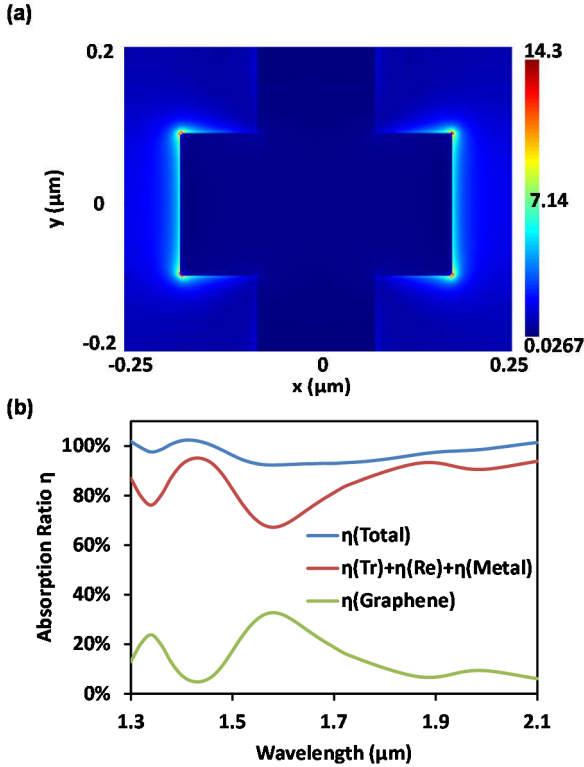 (a)
0.2
0
-0.2
y (μm)
-0.25
0
0.25
x (μm)
14.3
7.14
0.0267
(b)
100%
80%
60%
40%
20%
0%
Absorption Ratio η
η(Total)
η(Tr)+η(Re)+η(Metal)
η(Graphene)
1.3
1.5
1.7
1.9
2.1
Wavelength (μm)